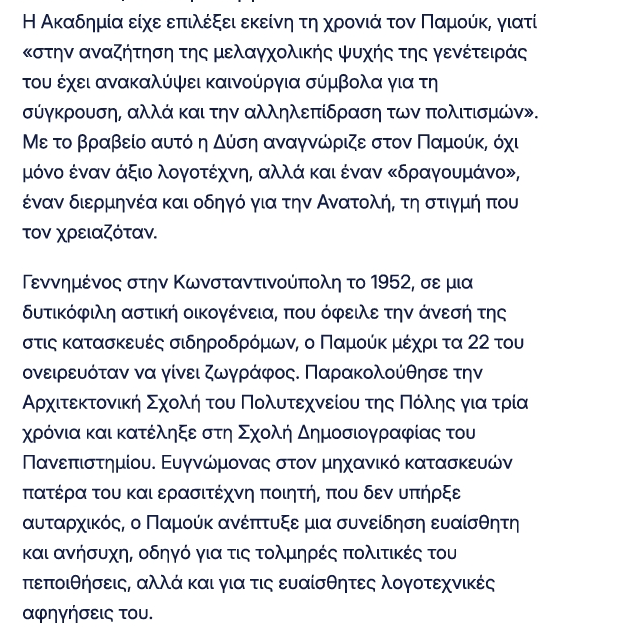 Η Ακαδημία είχε επιλέξει εκείνη τη χρονιά τον Παμούκ, γιατί
«στην αναζήτηση της μελαγχολικής ψυχής της γενέτειράς
του έχει ανακαλύψει καινούργια σύμβολα για τη
σύγκρουση, αλλά και την αλληλεπίδραση των πολιτισμών».
Με το βραβείο αυτό η Δύση αναγνώριζε στον Παμούκ, όχι
μόνο έναν άξιο λογοτέχνη, αλλά και έναν «δραγουμάνο»,
έναν διερμηνέα και οδηγό για την Ανατολή, τη στιγμή που
τον χρειαζόταν.
Γεννημένος στην Κωνσταντινούπολη το 1952, σε μια
δυτικόφιλη αστική οικογένεια, που όφειλε την άνεσή της
στις κατασκευές σιδηροδρόμων, ο Παμούκ μέχρι τα 22 του
ονειρευόταν να γίνει ζωγράφος. Παρακολούθησε την
Αρχιτεκτονική Σχολή του Πολυτεχνείου της Πόλης για τρία
χρόνια και κατέληξε στη Σχολή Δημοσιογραφίας του
Πανεπιστημίου. Ευγνώμονας στον μηχανικό κατασκευών
πατέρα του και ερασιτέχνη ποιητή, που δεν υπήρξε
αυταρχικός, ο Παμούκ ανέπτυξε μια συνείδηση ευαίσθητη
και ανήσυχη, οδηγό για τις τολμηρές πολιτικές του
πεποιθήσεις, αλλά και για τις ευαίσθητες λογοτεχνικές
αφηγήσεις του.